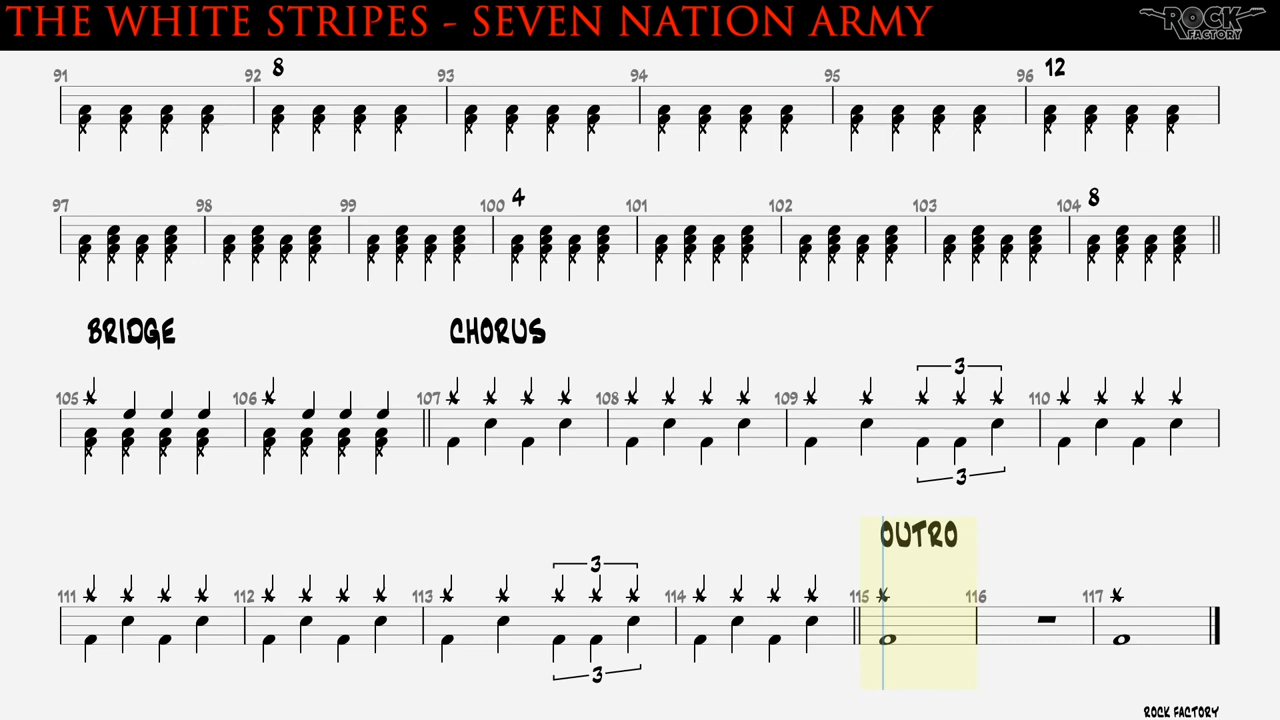 THE WHITE STRIPES - SEVEN NATION ARMY
ROCK
FACTORY
91 92 8 93 94 95 96 12
97 98 99 100 4 101 102 103 104 8
BRIDGE CHORUS
3
105 106 107 108 109 110
3
OUTRO
3
111 112 113 114 115 116 117
3
ROCK FACTORY